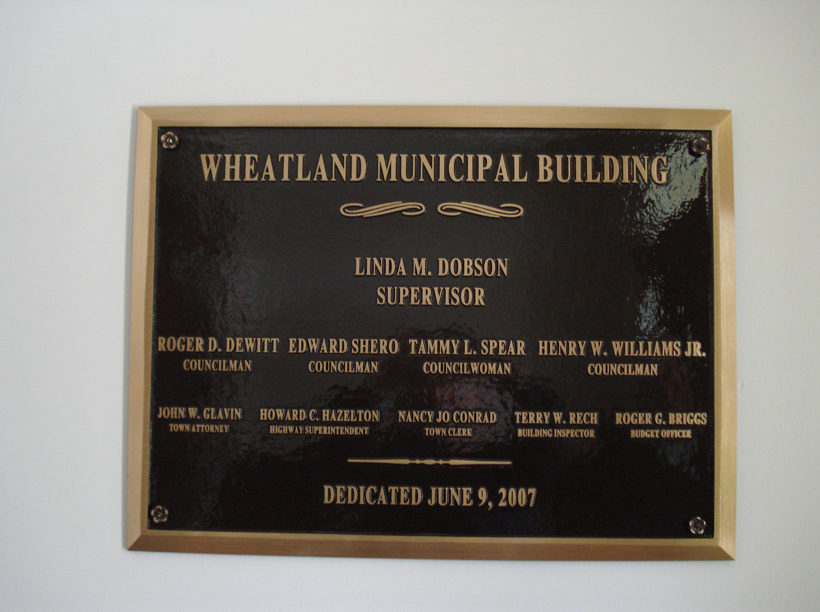 WHEATLAND MUNICIPAL BUILDING
LINDA M. DOBSON
SUPERVISOR
ROGER D. DEWITT EDWARD SHERO TAMMY L. SPEAR HENRY W. WILLIAMS JR.
COUNCILMAN COUNCILMAN COUNCILWOMAN COUNCILMAN
JOHN W. GLAVIN HOWARD C. HAZELTON NANCY JO CONRAD TERRY W. RECH ROGER G. BRIGGS
TOWN ATTORNEY HIGHWAY SUPERINTENDENT TOWN CLERK BUILDING INSPECTOR BUDGET OFFICER
DEDICATED JUNE 9, 2007